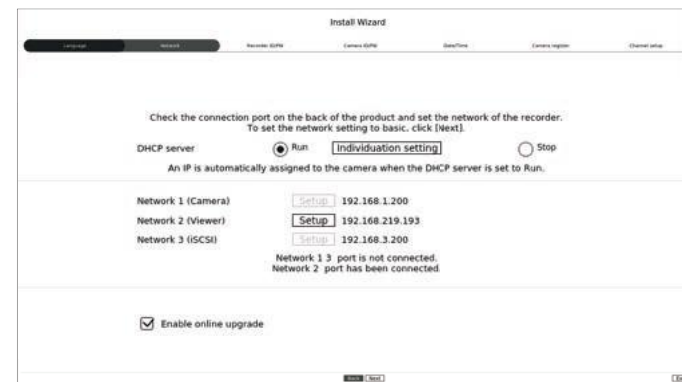 Install Wizard
Language Network Recorder ID/PW Camera ID/PW Date/Time Camera register Channel setup
Check the connection port on the back of the product and set the network of the recorder.
To set the network setting to basic. click [Next].
DHCP server Run Individuation setting Stop
An IP is automatically assigned to the camera when the DHCP server is set to Run.
Network 1 (Camera) Setup 192.168.1.200
Network 2 (Viewer) Setup 192.168.219.193
Network 3 (iSCSI) Setup 192.168.3.200
Network 1 3 port is not connected.
Network 2 port has been connected.
Enable online upgrade
Back Next